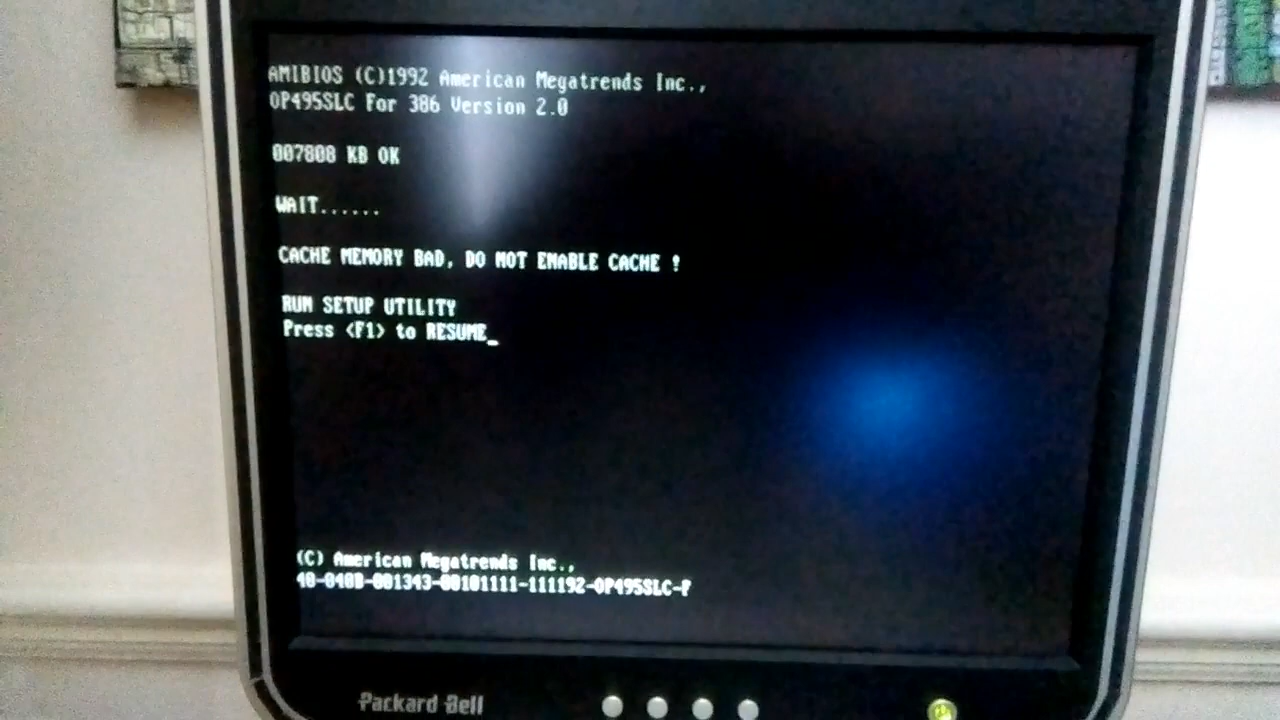 AMIBIOS (C)1992 American Megatrends Inc.,
OP495SLC For 386 Version 2.0
007808 KB OK
WAIT......
CACHE MEMORY BAD, DO NOT ENABLE CACHE !
RUN SETUP UTILITY
Press <F1> to RESUME_
(C) American Megatrends Inc.,
40-040B-001343-00101111-111192-OP495SLC-F
Packard Bell